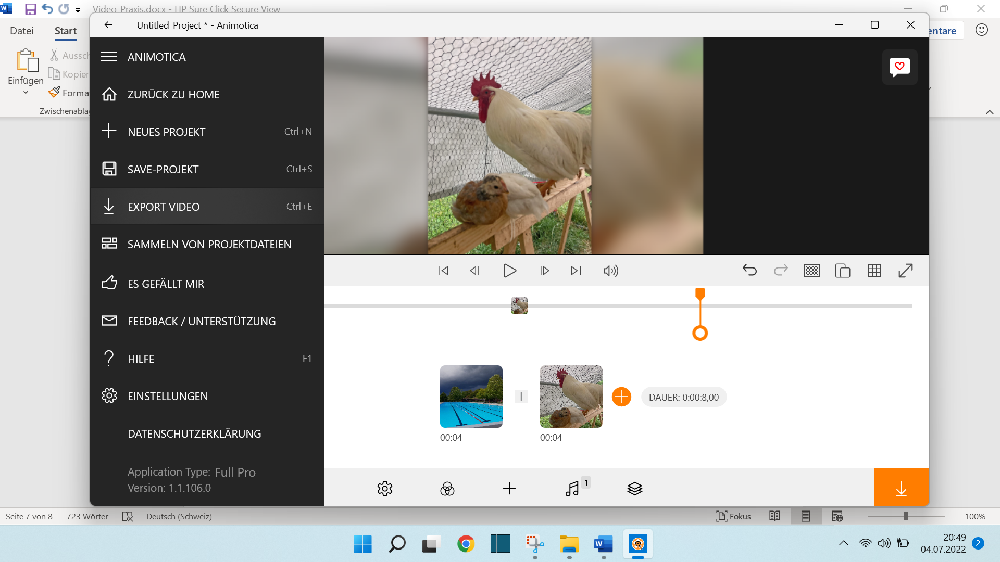 Video_Praxis.docx - HP Sure Click Secure View
Datei
Start
entare
Untitled_Project * - Animotica
Aussch
Kopier
Format
Einfügen
Zwischenablag
ANIMOTICA
ZURÜCK ZU HOME
NEUES PROJEKT Ctrl+N
SAVE-PROJEKT Ctrl+S
EXPORT VIDEO Ctrl+E
SAMMELN VON PROJEKTDATEIEN
ES GEFÄLLT MIR
FEEDBACK / UNTERSTÜTZUNG
HILFE F1
EINSTELLUNGEN
DATENSCHUTZERKLÄRUNG
Application Type: Full Pro
Version: 1.1.106.0
DAUER: 0:00:8,00
00:04
00:04
1
Seite 7 von 8 723 Wörter Deutsch (Schweiz) Fokus 100%
W
20:49
04.07.2022
2